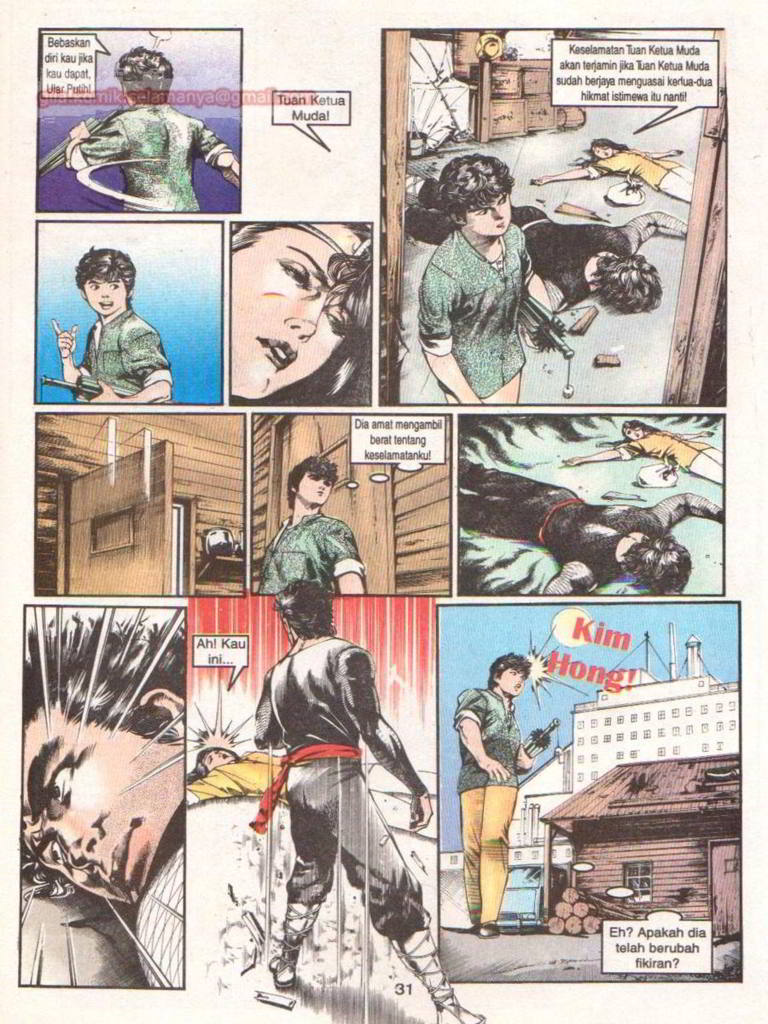 Bebaskan
diri kau jika
kau dapat,
Ular Putih!
Tuan Ketua
Muda!
Keselamatan Tuan Ketua Muda
akan terjamin jika Tuan Ketua Muda
sudah berjaya menguasai kedua-dua
hikmat istimewa itu nanti!
Dia amat mengambil
berat tentang
keselamatanku!
Ah! Kau
ini...
Kim
Hong!
Eh? Apakah dia
telah berubah
fikiran?
31